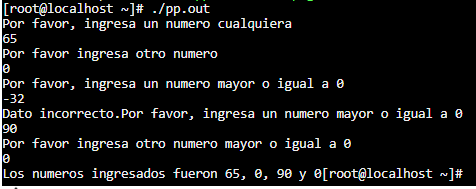 [root@localhost ~]# ./pp.out
Por favor, ingresa un numero cualquiera
65
Por favor ingresa otro numero
0
Por favor, ingresa un numero mayor o igual a 0
-32
Dato incorrecto.Por favor, ingresa un numero mayor o igual a 0
90
Por favor ingresa otro numero mayor o igual a 0
0
Los numeros ingresados fueron 65, 0, 90 y 0[root@localhost ~]#